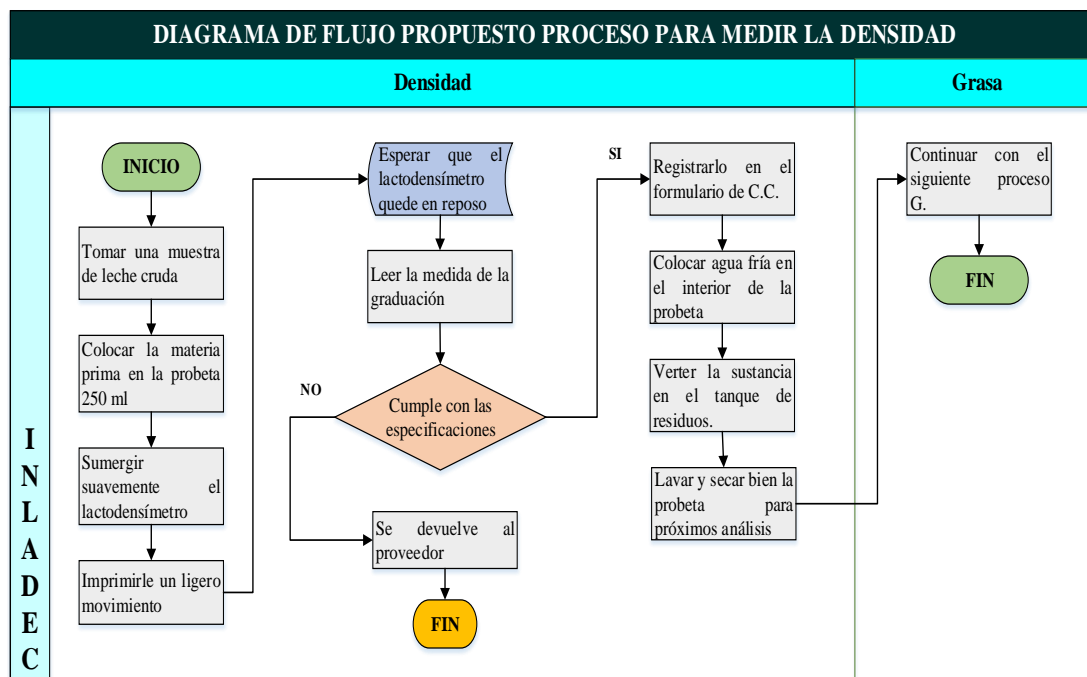 DIAGRAMA DE FLUJO PROPUESTO PROCESO PARA MEDIR LA DENSIDAD
Densidad
Grasa
INLADEC
INICIO
Tomar una muestra
de leche cruda
Colocar la materia
prima en la probeta
250 ml
Sumergir
suavemente el
lactodensímetro
Imprimirle un ligero
movimiento
Esperar que el
lactodensímetro
quede en reposo
Leer la medida de la
graduación
Cumple con las
especificaciones
NO
Se devuelve al
proveedor
FIN
SI
Registrarlo en el
formulario de C.C.
Colocar agua fría en
el interior de la
probeta
Verter la sustancia
en el tanque de
residuos.
Lavar y secar bien la
probeta para
próximos análisis
Continuar con el
siguiente proceso
G.
FIN